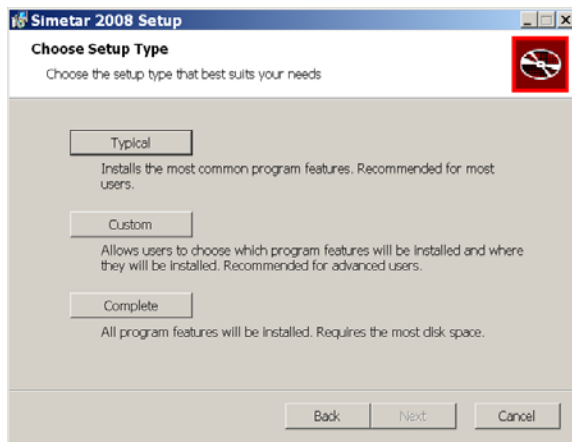 Simetar 2008 Setup
Choose Setup Type
Choose the setup type that best suits your needs
Typical
Installs the most common program features. Recommended for most
users.
Custom
Allows users to choose which program features will be installed and where
they will be installed. Recommended for advanced users.
Complete
All program features will be installed. Requires the most disk space.
Back Next Cancel